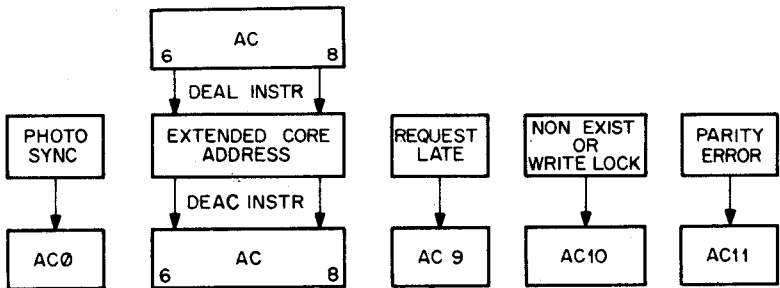 AC
6 8
DEAL INSTR
PHOTO
SYNC
EXTENDED CORE
ADDRESS
REQUEST
LATE
NON EXIST
OR
WRITE LOCK
PARITY
ERROR
DEAC INSTR
ACØ
AC
6 8
AC 9
AC10
AC11